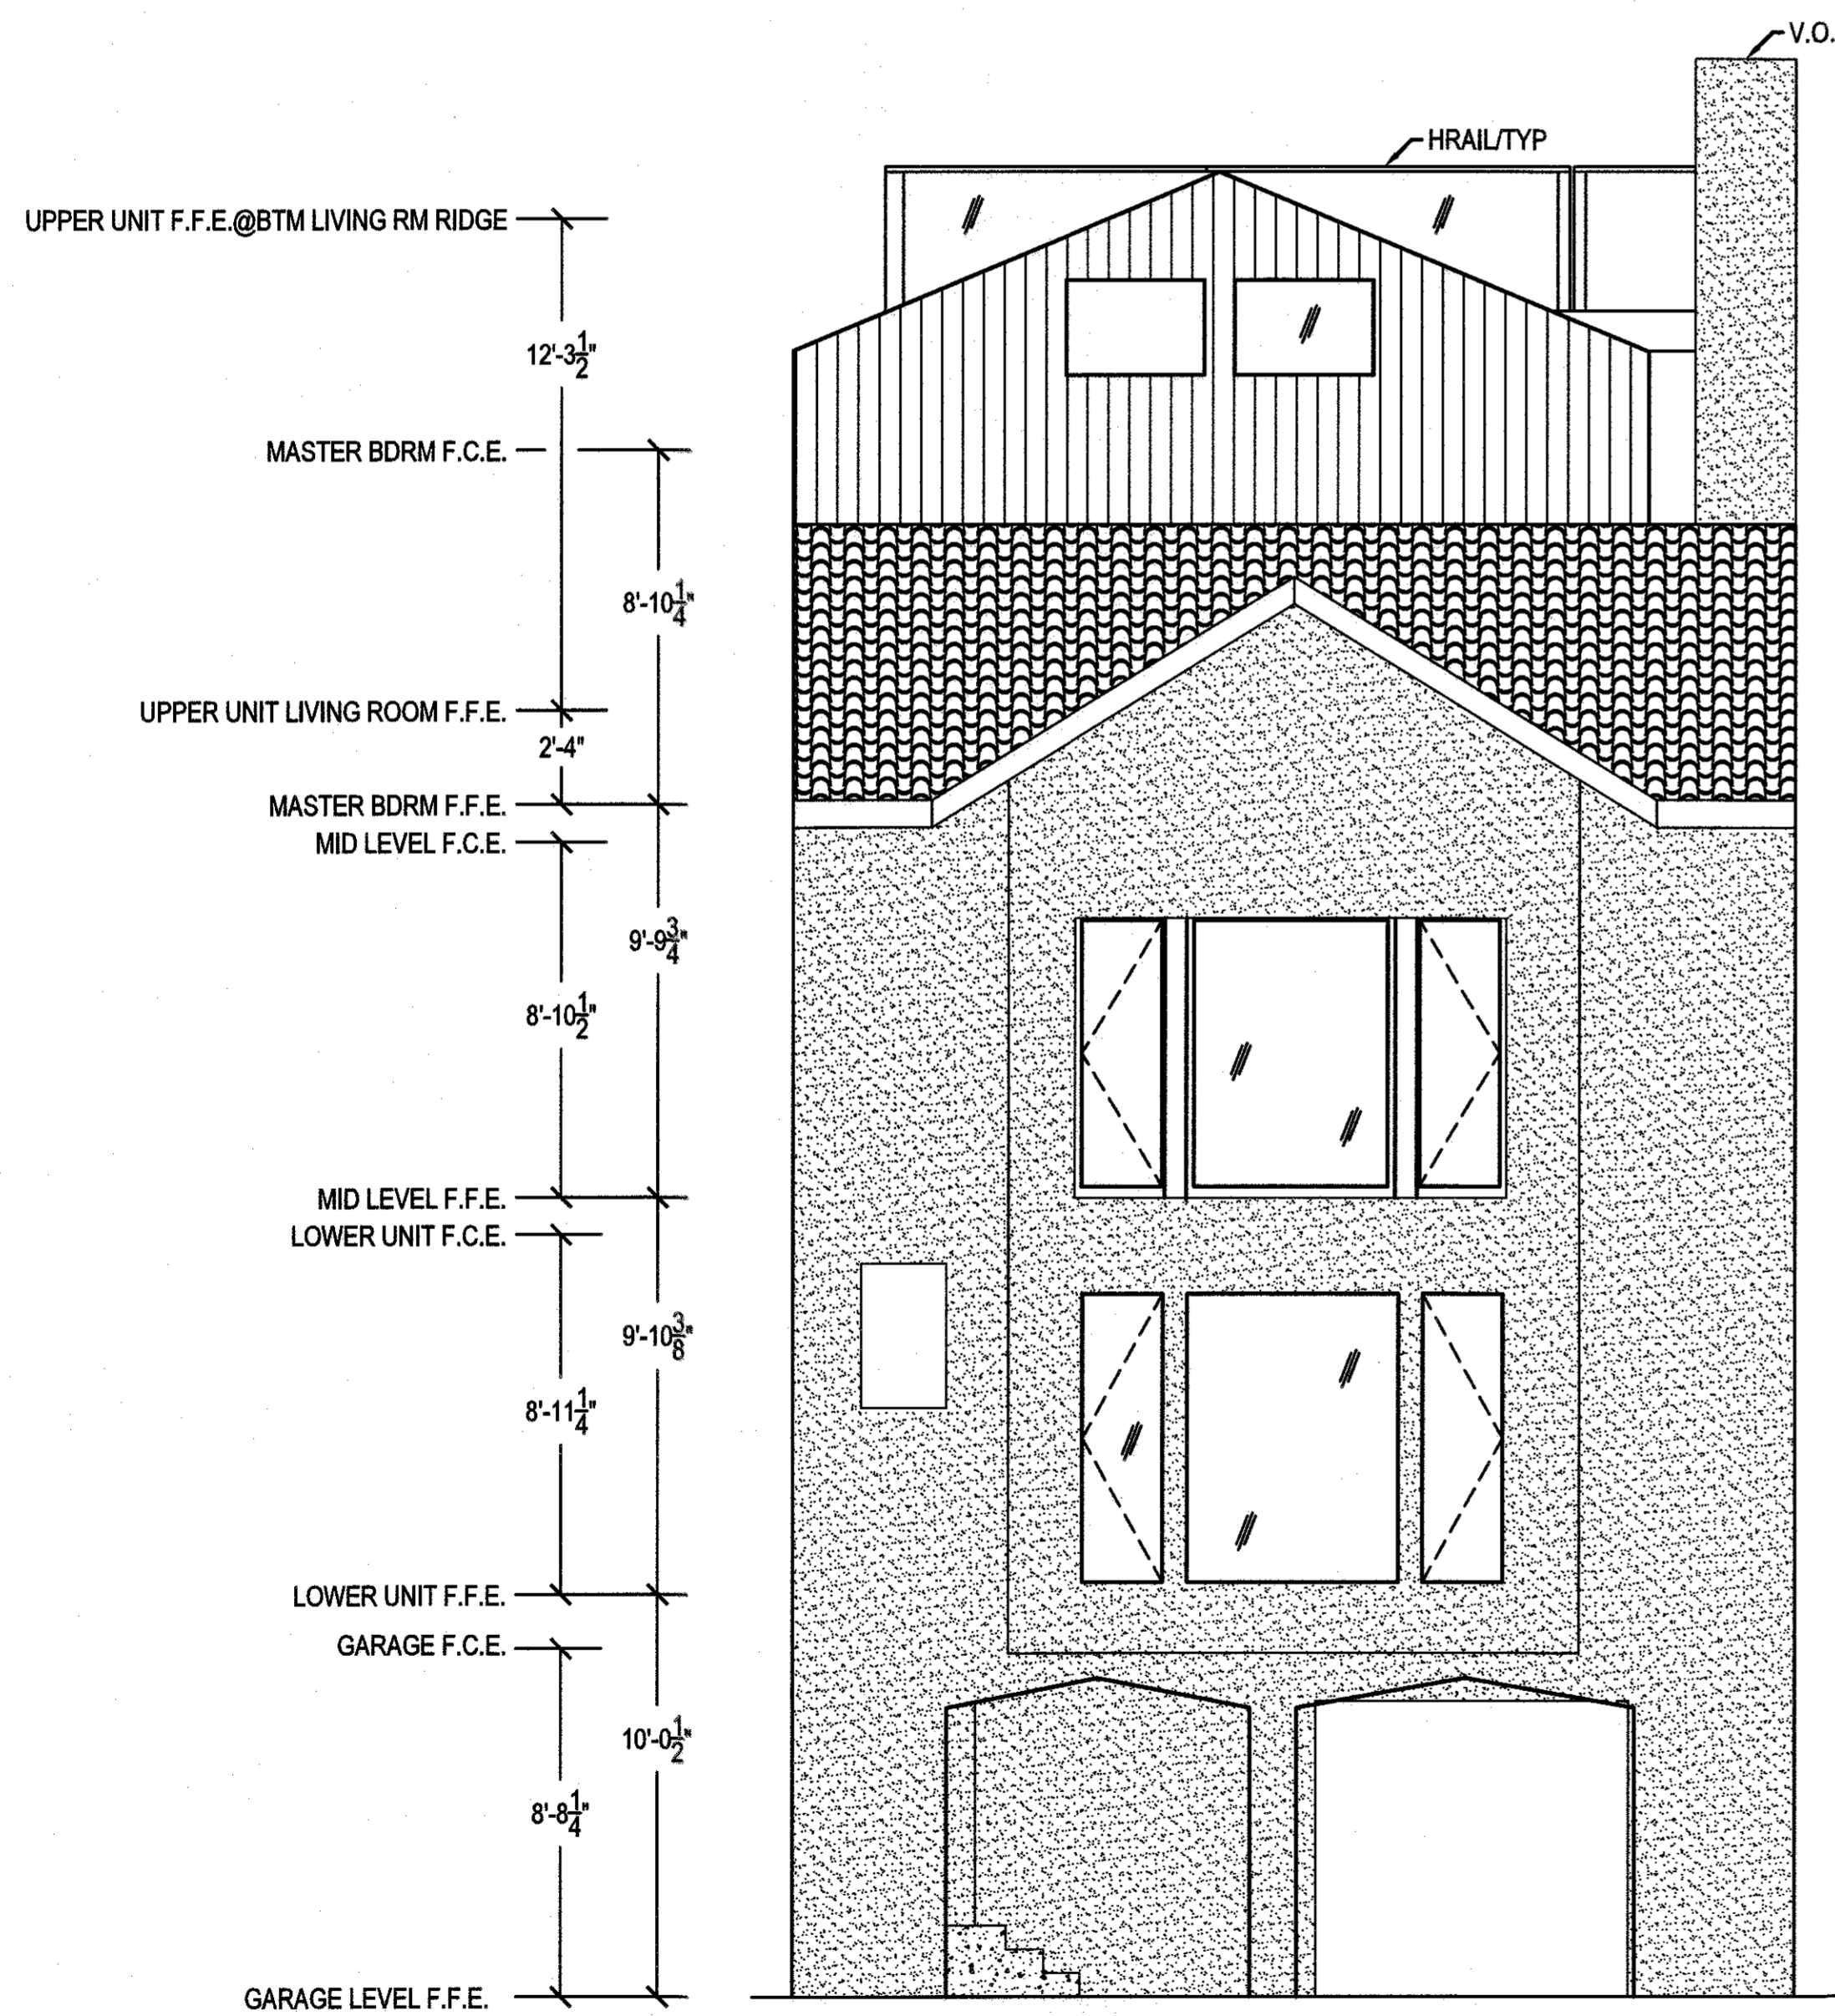 V.O.
HRAIL/TYP
UPPER UNIT F.F.E.@BTM LIVING RM RIDGE
12'-3 1/2"
MASTER BDRM F.C.E.
8'-10 1/4"
UPPER UNIT LIVING ROOM F.F.E.
2'-4"
MASTER BDRM F.F.E.
MID LEVEL F.C.E.
9'-9 3/4"
8'-10 1/2"
MID LEVEL F.F.E.
LOWER UNIT F.C.E.
9'-10 3/8"
8'-11 1/4"
LOWER UNIT F.F.E.
GARAGE F.C.E.
10'-0 1/2"
8'-8 1/4"
GARAGE LEVEL F.F.E.